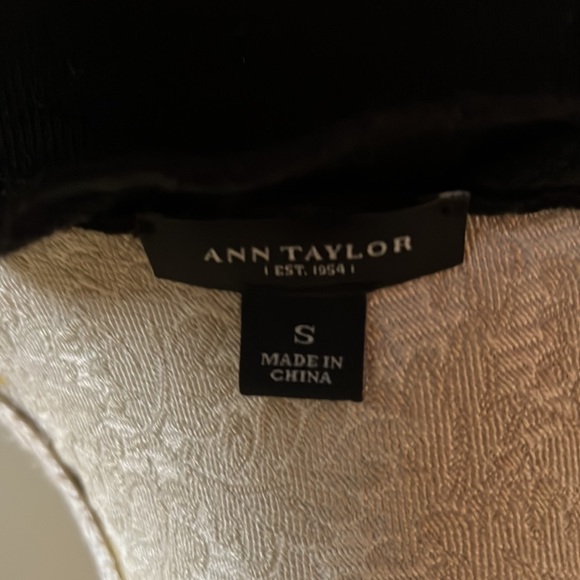 ANN TAYLOR
| EST. 1954 |
S
MADE IN
CHINA